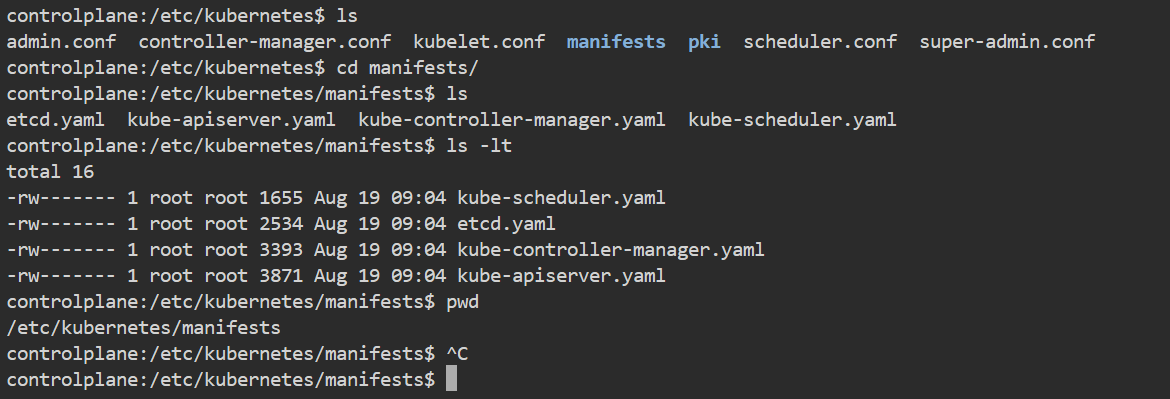 controlplane:/etc/kubernetes$ ls
admin.conf  controller-manager.conf  kubelet.conf  manifests  pki  scheduler.conf  super-admin.conf
controlplane:/etc/kubernetes$ cd manifests/
controlplane:/etc/kubernetes/manifests$ ls
etcd.yaml  kube-apiserver.yaml  kube-controller-manager.yaml  kube-scheduler.yaml
controlplane:/etc/kubernetes/manifests$ ls -lt
total 16
-rw------- 1 root root 1655 Aug 19 09:04 kube-scheduler.yaml
-rw------- 1 root root 2534 Aug 19 09:04 etcd.yaml
-rw------- 1 root root 3393 Aug 19 09:04 kube-controller-manager.yaml
-rw------- 1 root root 3871 Aug 19 09:04 kube-apiserver.yaml
controlplane:/etc/kubernetes/manifests$ pwd
/etc/kubernetes/manifests
controlplane:/etc/kubernetes/manifests$ ^C
controlplane:/etc/kubernetes/manifests$